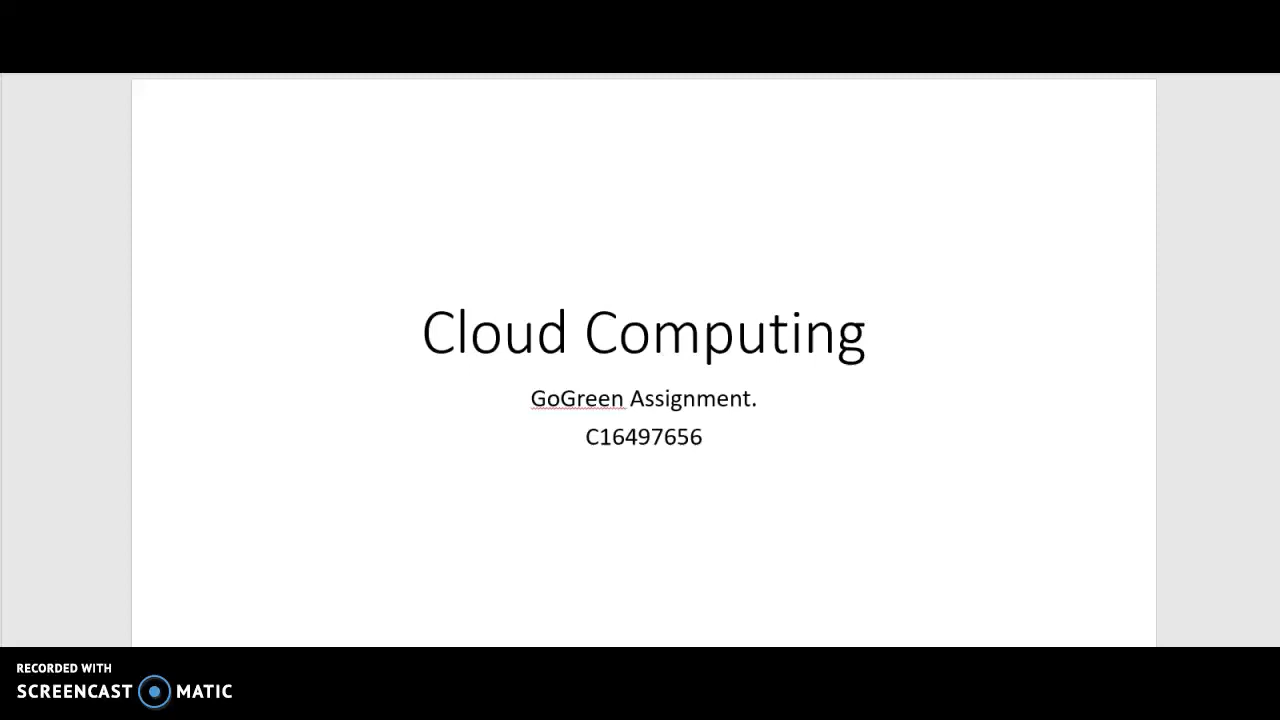 Cloud Computing
GoGreen Assignment.
C16497656
RECORDED WITH
SCREENCAST MATIC